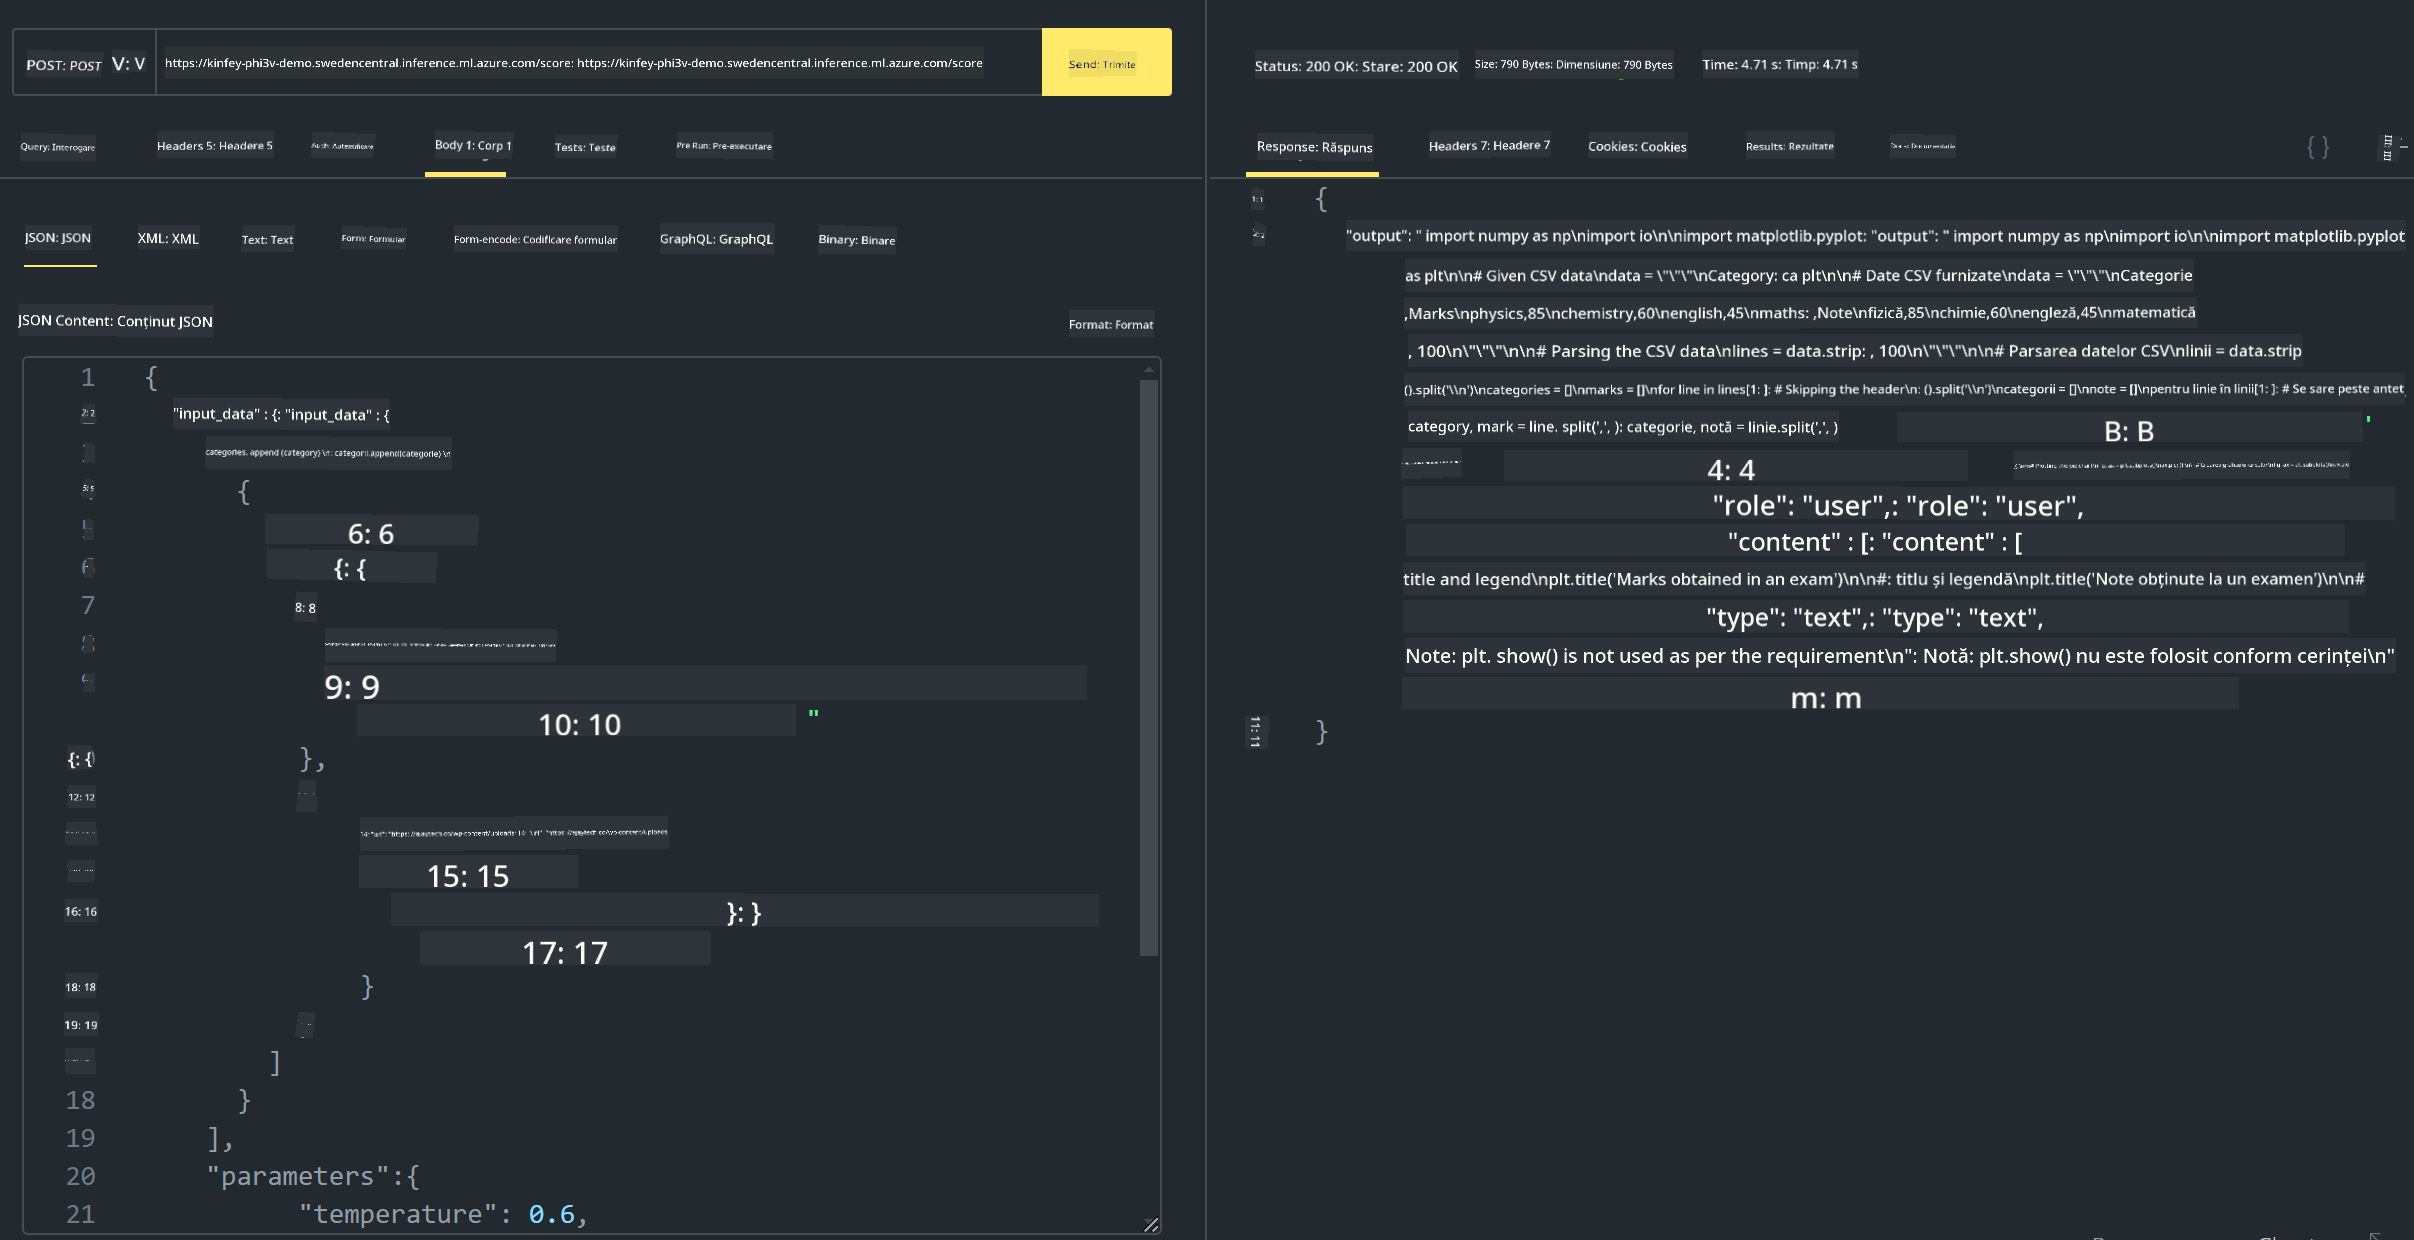 POST: POST V: V https://kinfey-phi3v-demo.swedencentral.inference.ml.azure.com/score: https://kinfey-phi3v-demo.swedencentral.inference.ml.azure.com/score Send: Trimite
Query: Interogare Headers 5: Headere 5 Auth: Autentificare Body 1: Corp 1 Tests: Teste Pre Run: Pre-executare
JSON: JSON XML: XML Text: Text Form: Formular Form-encode: Codificare formular GraphQL: GraphQL Binary: Binare
JSON Content: Conținut JSON Format: Format
1 {
2: 2 "input_data" : {: "input_data" : {
categories. append (category) \n: categorii.append(categorie) \n
5: 5 {
6: 6
{: {
7 8: 8
9: 9
10: 10 "
{: { },
12: 12
15: 15
16: 16 }: }
17: 17
18: 18 }
19: 19
]
18 }
19 ],
20 "parameters":{
21 "temperature": 0.6,
Status: 200 OK: Stare: 200 OK Size: 790 Bytes: Dimensiune: 790 Bytes Time: 4.71 s: Timp: 4.71 s
Response: Răspuns Headers 7: Headere 7 Cookies: Cookies Results: Rezultate Docs: Documentație { }
1: 1 {
2: 2 "output": " import numpy as np\nimport io\n\nimport matplotlib.pyplot: "output": " import numpy as np\nimport io\n\nimport matplotlib.pyplot
as plt\n\n# Given CSV data\ndata = \"\"\"\nCategory: ca plt\n\n# Date CSV furnizate\ndata = \"\"\"\nCategorie
,Marks\nphysics,85\nchemistry,60\nenglish,45\nmaths: ,Note\nfizică,85\nchimie,60\nengleză,45\nmatematică
, 100\n\"\"\"\n\n# Parsing the CSV data\nlines = data.strip: , 100\n\"\"\"\n\n# Parsarea datelor CSV\nlinii = data.strip
().split('\\n')\ncategories = []\nmarks = []\nfor line in lines[1: ]: # Skipping the header\n: ().split('\\n')\ncategorii = []\nnote = []\npentru linie în linii[1: ]: # Se sare peste antet
category, mark = line. split(',', ): categorie, notă = linie.split(',', ) B: B '
4: 4
"role": "user",: "role": "user",
"content" : [: "content" : [
title and legend\nplt.title('Marks obtained in an exam')\n\n#: titlu și legendă\nplt.title('Note obținute la un examen')\n\n#
"type": "text",: "type": "text",
Note: plt. show() is not used as per the requirement\n": Notă: plt.show() nu este folosit conform cerinței\n"
m: m
11: 11 }